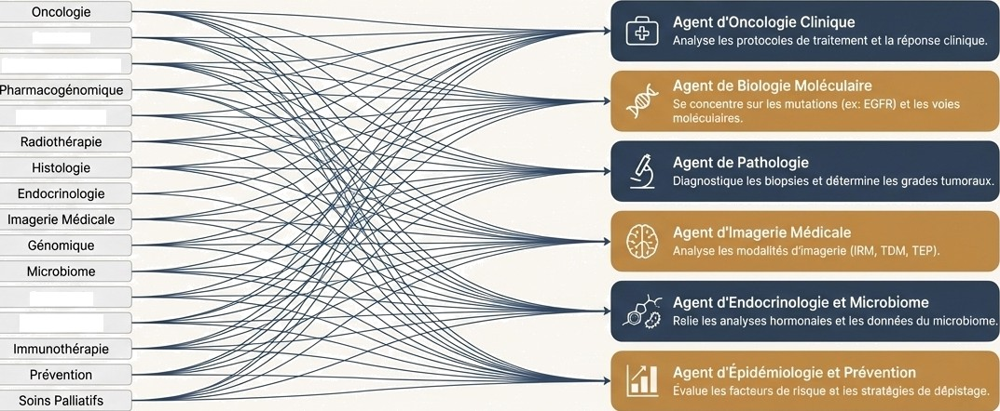 Oncologie
Pharmacogénomique
Radiothérapie
Histologie
Endocrinologie
Imagerie Médicale
Génomique
Microbiome
Immunothérapie
Prévention
Soins Palliatifs
Agent d'Oncologie Clinique
Analyse les protocoles de traitement et la réponse clinique.
Agent de Biologie Moléculaire
Se concentre sur les mutations (ex: EGFR) et les voies
moléculaires.
Agent de Pathologie
Diagnostique les biopsies et détermine les grades tumoraux.
Agent d'Imagerie Médicale
Analyse les modalités d'imagerie (IRM, TDM, TEP).
Agent d'Endocrinologie et Microbiome
Relie les analyses hormonaies et les données du microbiome.
Agent d'Épidémiologie et Prévention
Évalue les facteurs de risque st ies stratégies de dépistage.